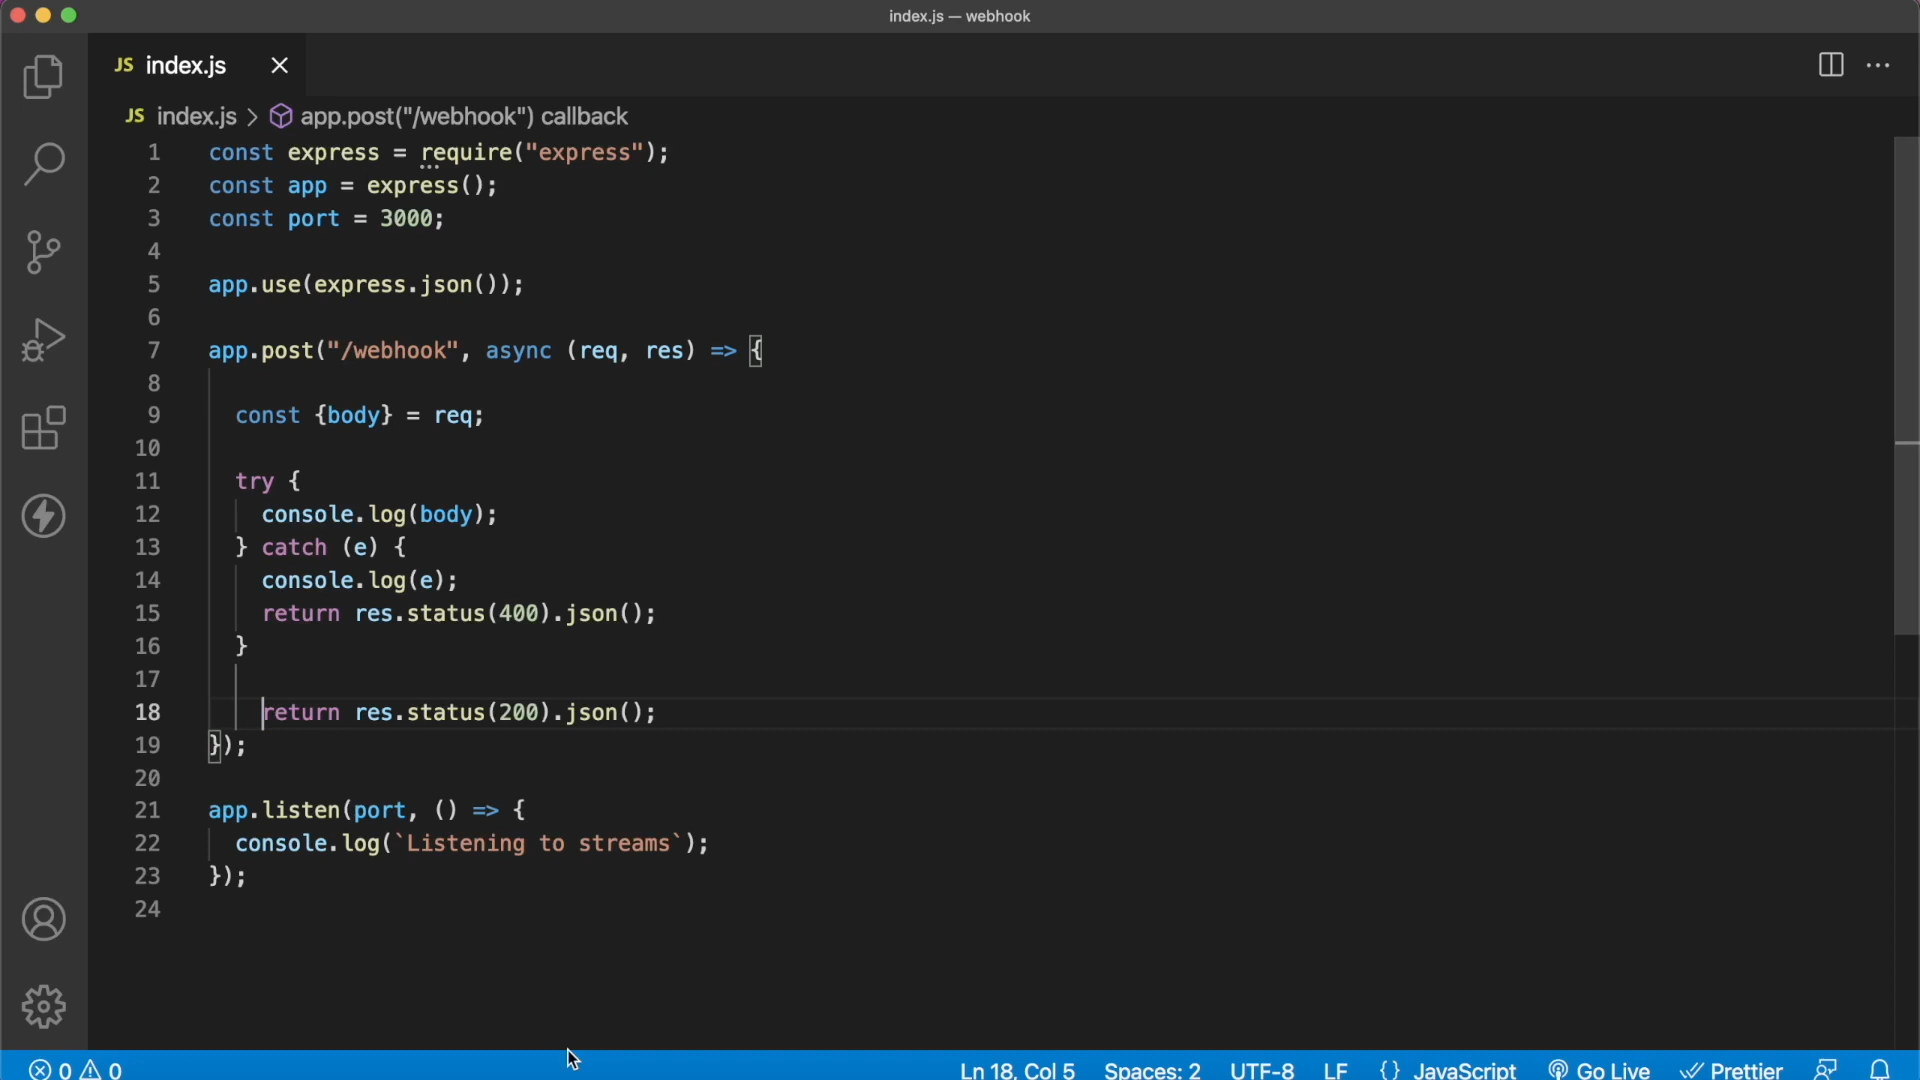 index.js — webhook
JS index.js
JS index.js > app.post("/webhook") callback
1 const express = require("express");
2 const app = express();
3 const port = 3000;
4
5 app.use(express.json());
6
7 app.post("/webhook", async (req, res) => {
8
9 const {body} = req;
10
11 try {
12 console.log(body);
13 } catch (e) {
14 console.log(e);
15 return res.status(400).json();
16 }
17
18 return res.status(200).json();
19 });
20
21 app.listen(port, () => {
22 console.log(`Listening to streams`);
23 });
24
0 0 Ln 18, Col 5 Spaces: 2 UTF-8 LF {} JavaScript Go Live Prettier